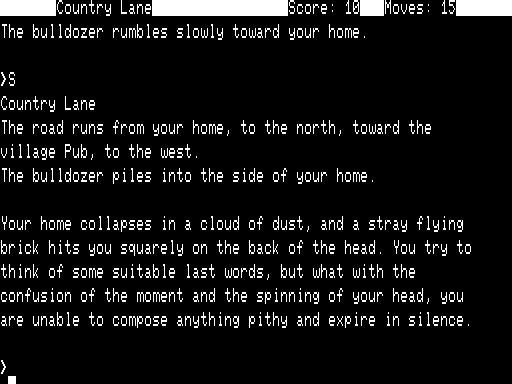 Country Lane Score: 10 Moves: 15
The bulldozer rumbles slowly toward your home.
>S
Country Lane
The road runs from your home, to the north, toward the
village Pub, to the west.
The bulldozer piles into the side of your home.
Your home collapses in a cloud of dust, and a stray flying
brick hits you squarely on the back of the head. You try to
think of some suitable last words, but what with the
confusion of the moment and the spinning of your head, you
are unable to compose anything pithy and expire in silence.
>